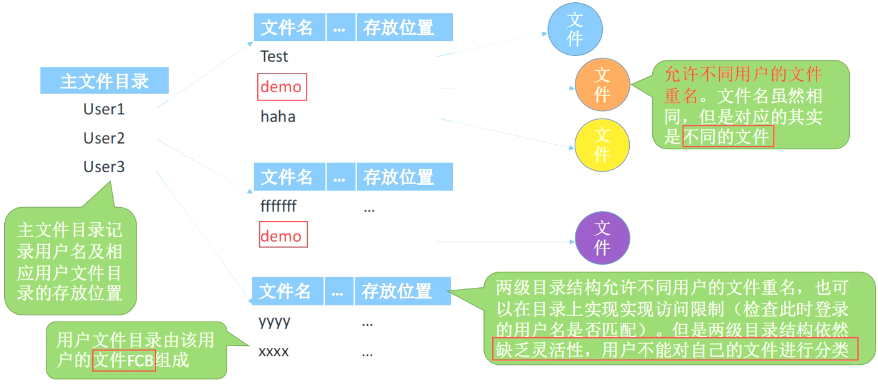 主文件目录
User1
User2
User3
主文件目录记
录用户名及相
应用户文件目
录的存放位置
文件名 ... 存放位置
Test
demo
haha
文件名 ... 存放位置
fffffff ...
demo
文件名 ... 存放位置
yyyy ...
xxxx ...
用户文件目录由该用
户的文件FCB组成
文
件
文
件
文
件
文
件
允许不同用户的文件
重名。文件名虽然相
同，但是对应的其实
是不同的文件
两级目录结构允许不同用户的文件重名，也可
以在目录上实现实现访问限制（检查此时登录
的用户名是否匹配）。但是两级目录结构依然
缺乏灵活性，用户不能对自己的文件进行分类